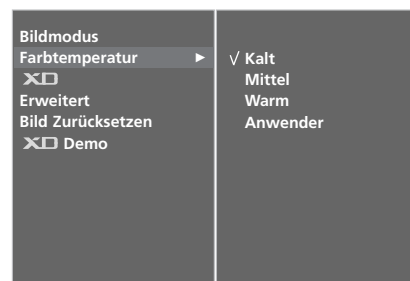 Bildmodus
Farbtemperatur ►
XD
Erweitert
Bild Zurücksetzen
XD Demo
√ Kalt
Mittel
Warm
Anwender